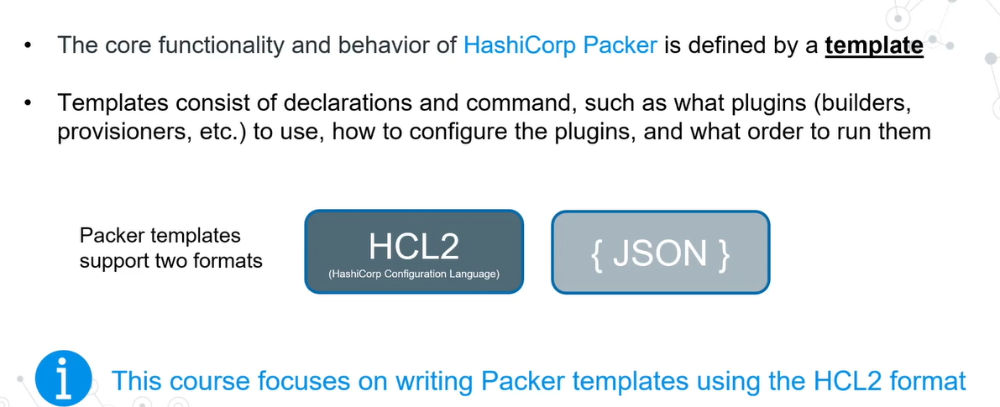 • The core functionality and behavior of HashiCorp Packer is defined by a template
• Templates consist of declarations and command, such as what plugins (builders,
provisioners, etc.) to use, how to configure the plugins, and what order to run them
Packer templates
support two formats
HCL2
(HashiCorp Configuration Language)
{ JSON }
i
This course focuses on writing Packer templates using the HCL2 format